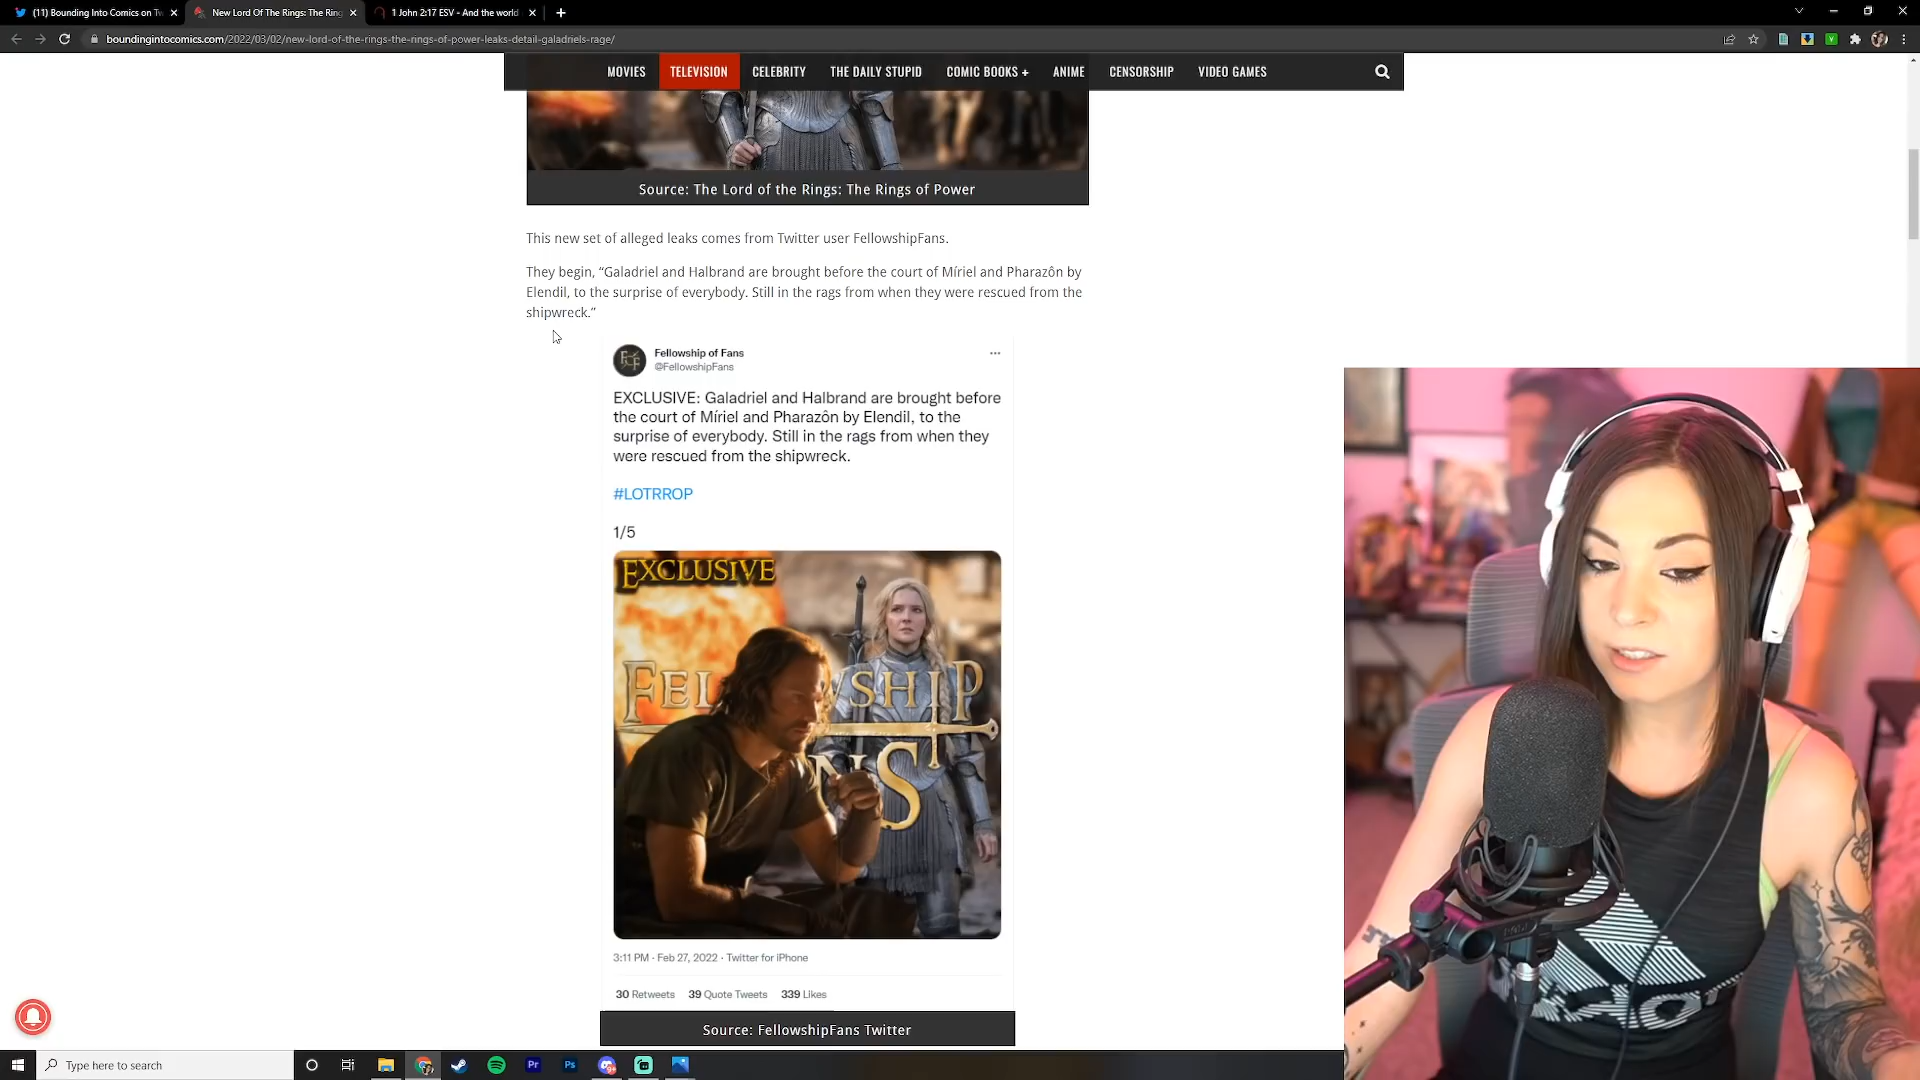 (11) Bounding Into Comics on Tw
New Lord Of The Rings: The Ring
1 John 2:17 ESV - And the world
boundingintocomics.com/2022/03/02/new-lord-of-the-rings-the-rings-of-power-leaks-detail-galadriels-rage/
MOVIES TELEVISION CELEBRITY THE DAILY STUPID COMIC BOOKS + ANIME CENSORSHIP VIDEO GAMES
Source: The Lord of the Rings: The Rings of Power
This new set of alleged leaks comes from Twitter user FellowshipFans.
They begin, “Galadriel and Halbrand are brought before the court of Míriel and Pharazôn by
Elendil, to the surprise of everybody. Still in the rags from when they were rescued from the
shipwreck.”
Fellowship of Fans
@FellowshipFans
EXCLUSIVE: Galadriel and Halbrand are brought before
the court of Míriel and Pharazôn by Elendil, to the
surprise of everybody. Still in the rags from when they
were rescued from the shipwreck.
#LOTRROP
1/5
EXCLUSIVE
3:11 PM · Feb 27, 2022 · Twitter for iPhone
30 Retweets 39 Quote Tweets 339 Likes
Source: FellowshipFans Twitter
Type here to search
Pr
Ps